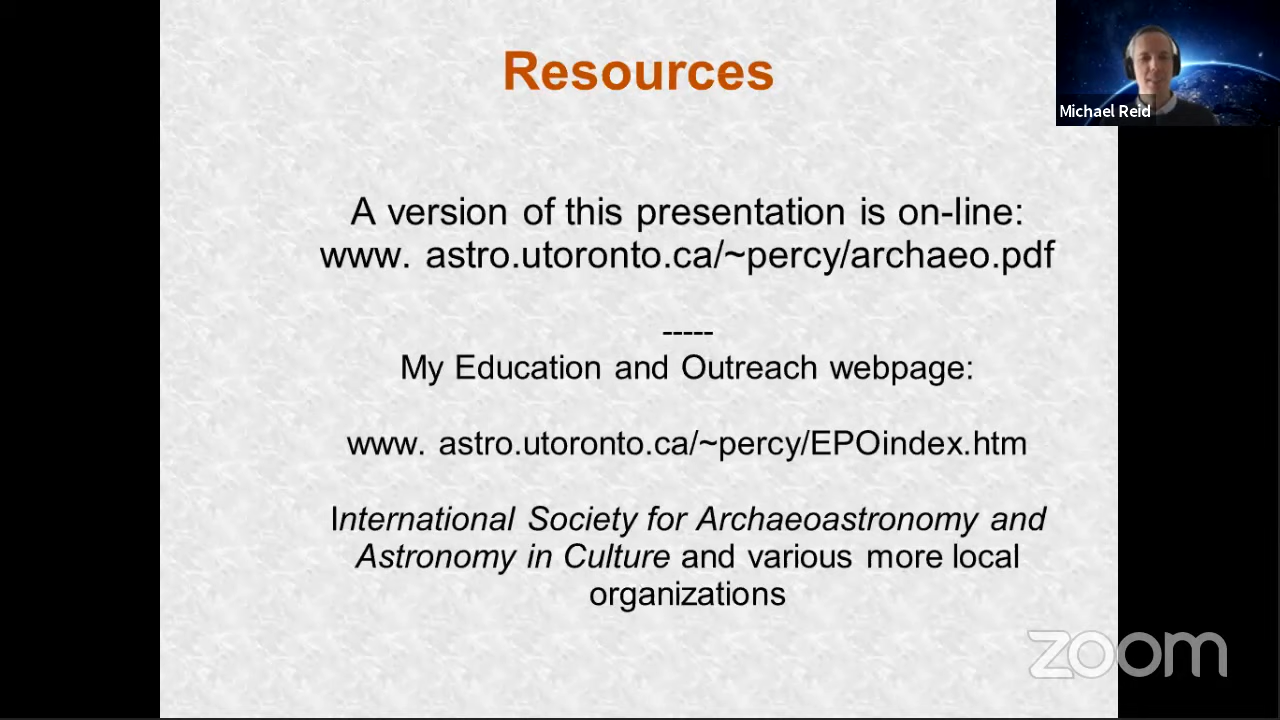 Resources
Michael Reid
A version of this presentation is on-line:
www. astro.utoronto.ca/~percy/archaeo.pdf
-----
My Education and Outreach webpage:
www. astro.utoronto.ca/~percy/EPOindex.htm
International Society for Archaeoastronomy and
Astronomy in Culture and various more local
organizations
zoom